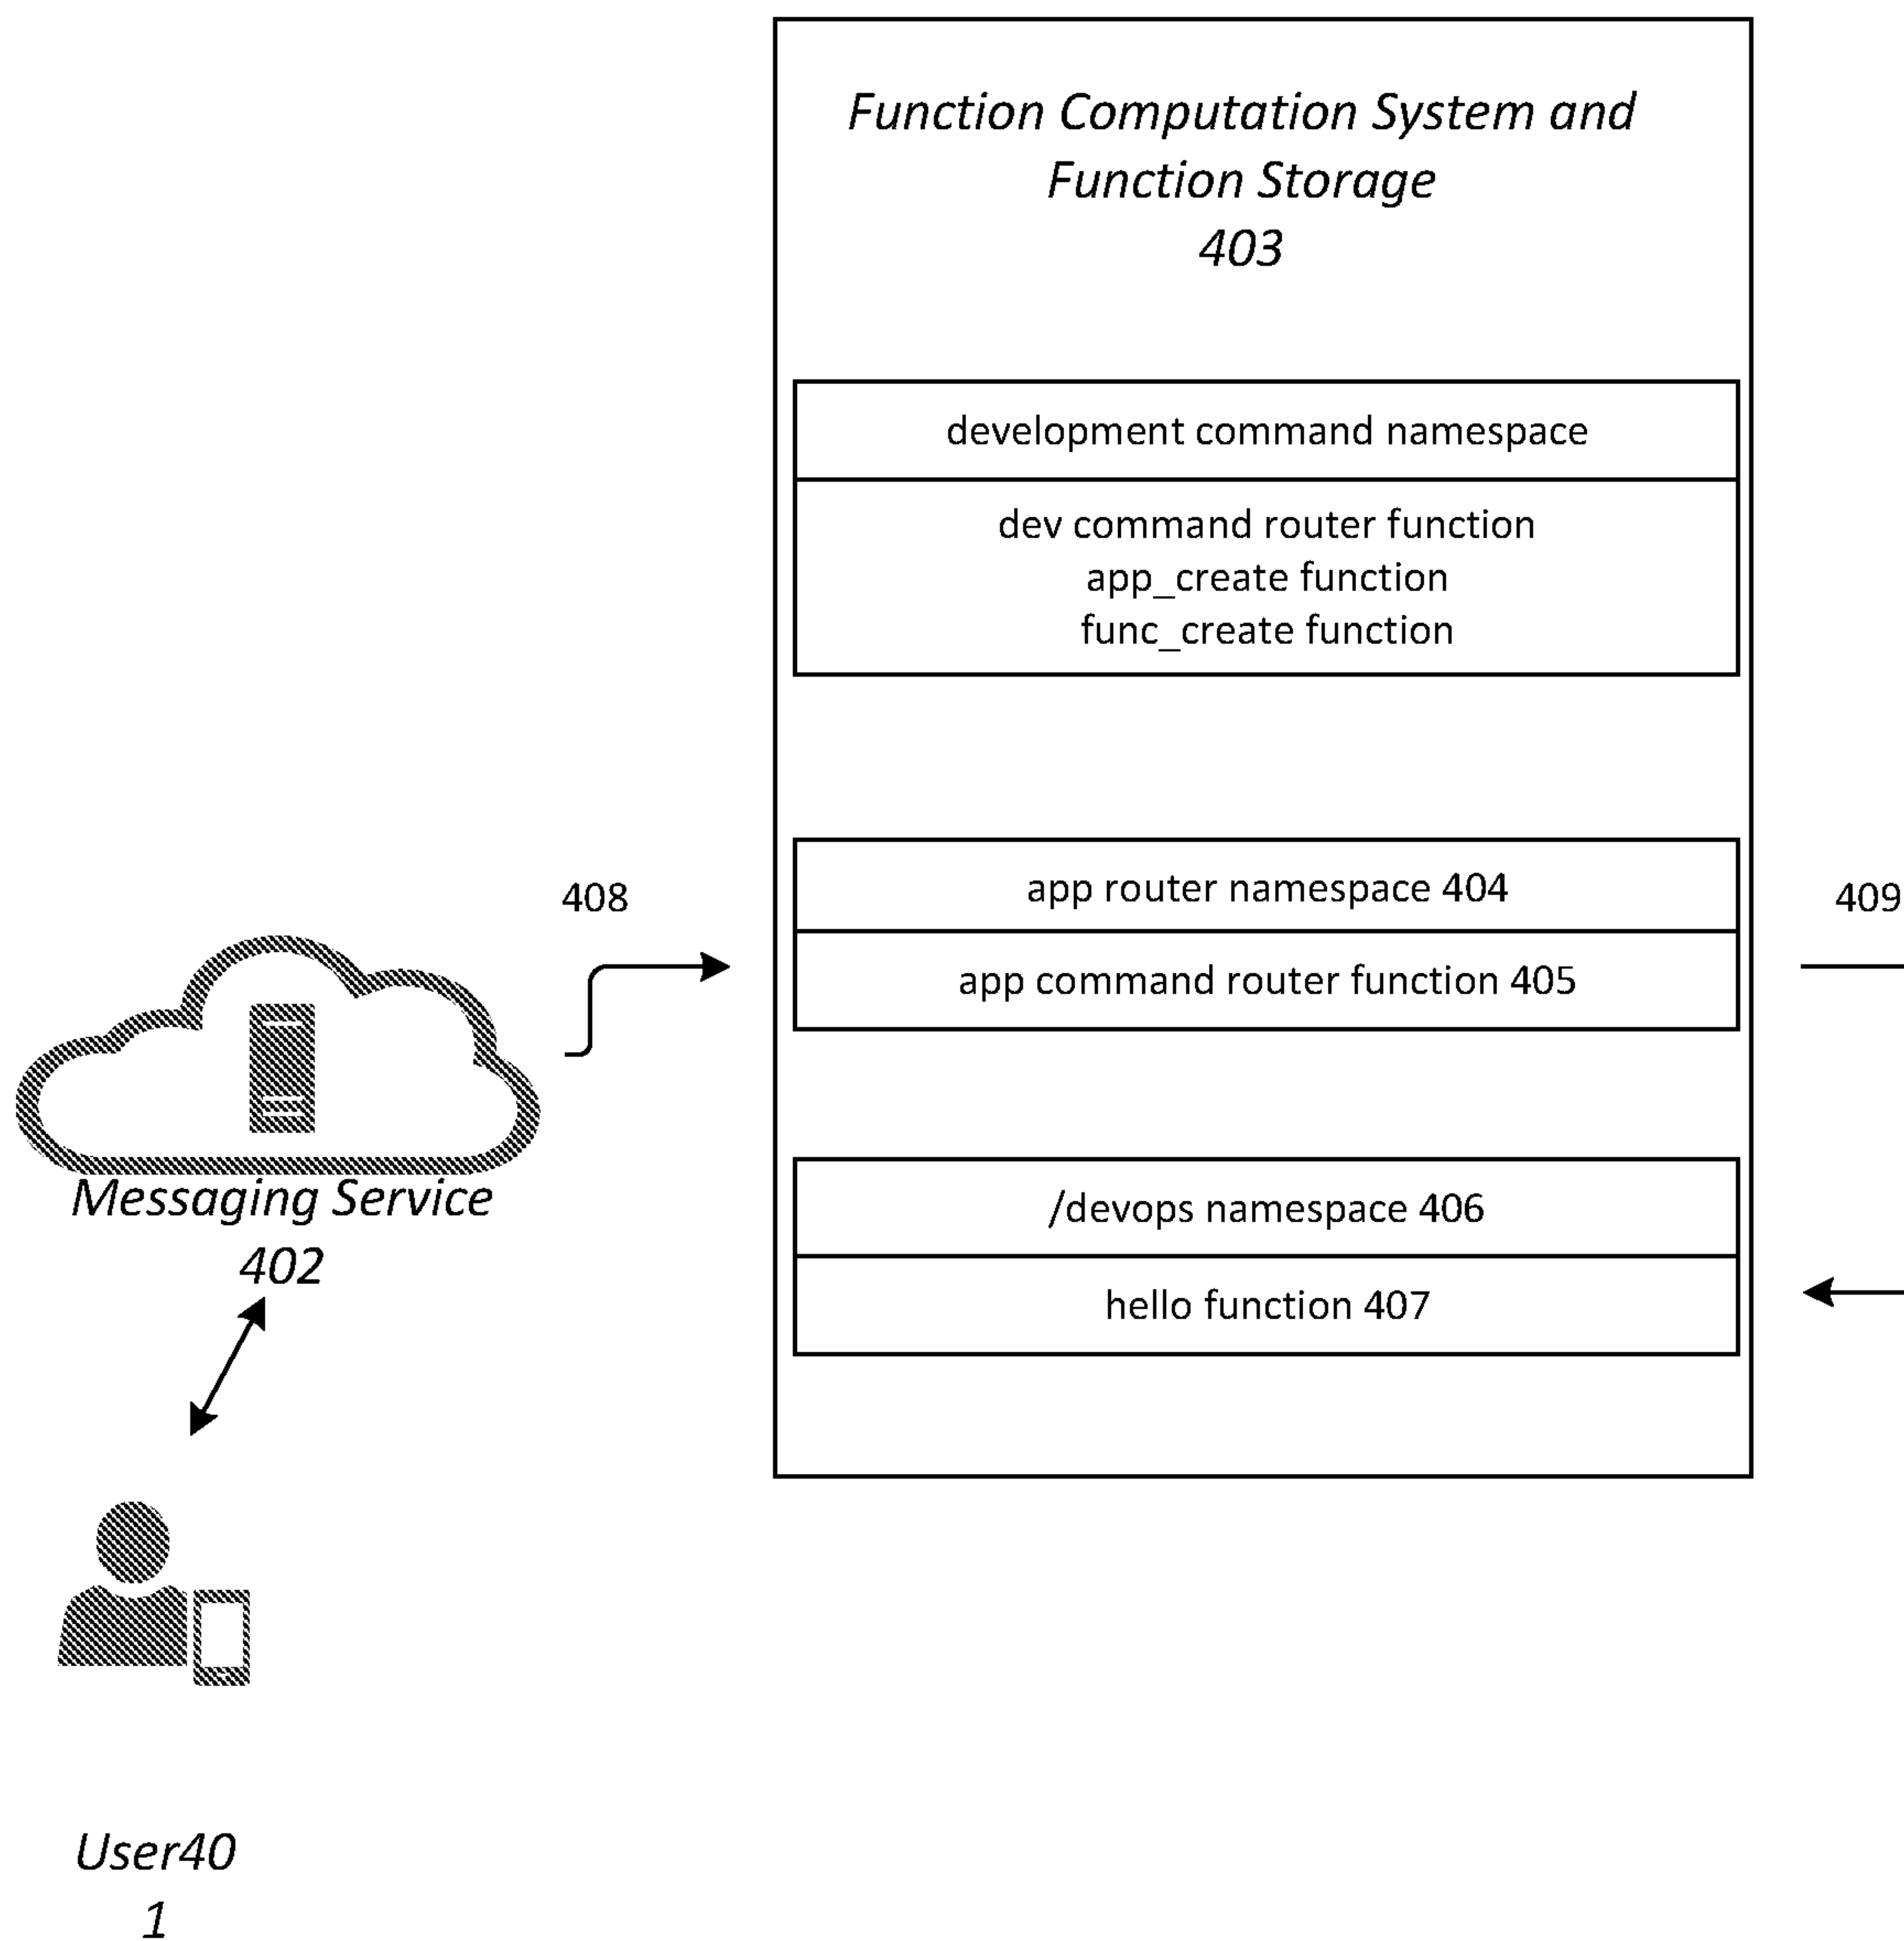 Function Computation System and
Function Storage
403
development command namespace
dev command router function
app_create function
func_create function
408
app router namespace 404
409
app command router function 405
Messaging Service
402
/devops namespace 406
hello function 407
User40
1